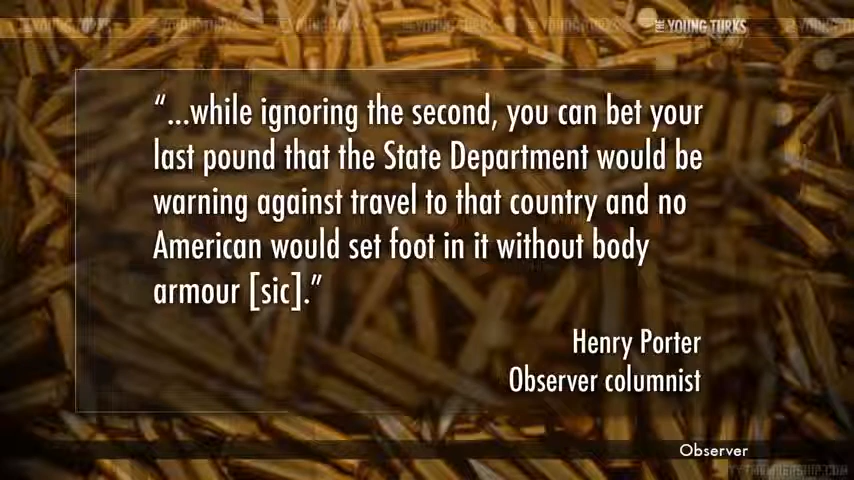 THE YOUNG TURKS
“...while ignoring the second, you can bet your
last pound that the State Department would be
warning against travel to that country and no
American would set foot in it without body
armour [sic].”
Henry Porter
Observer columnist
Observer